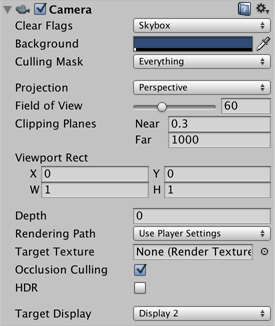 Camera
Clear Flags Skybox
Background
Culling Mask Everything
Projection Perspective
Field of View 60
Clipping Planes Near 0.3
Far 1000
Viewport Rect
X 0 Y 0
W 1 H 1
Depth 0
Rendering Path Use Player Settings
Target Texture None (Render Texture
Occlusion Culling
HDR
Target Display Display 2